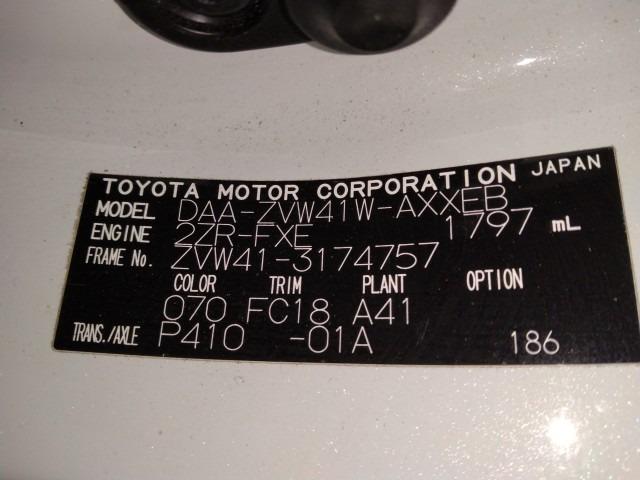 TOYOTA MOTOR CORPORATION JAPAN
MODEL DAA-ZVW41W-AXXEB
ENGINE 2ZR-FXE 1797 mL
FRAME No. ZVW41-3174757
COLOR TRIM PLANT OPTION
070 FC18 A41
TRANS./AXLE P410 -01A 186